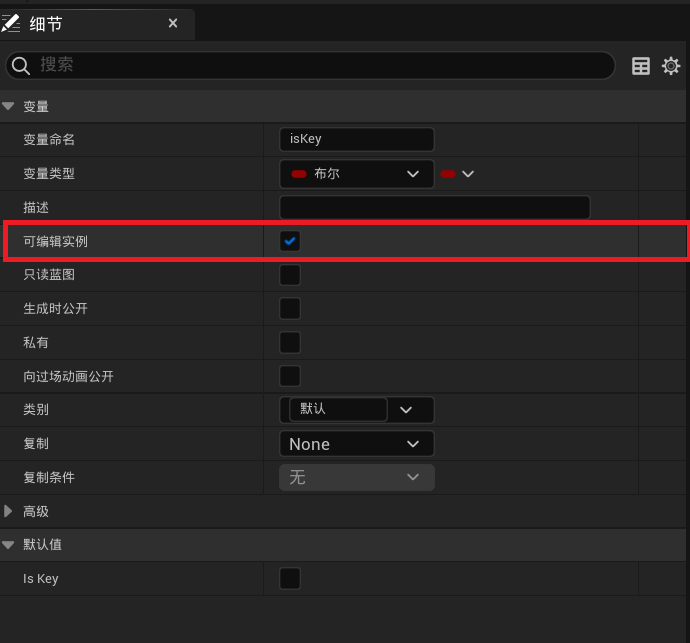 细节
搜索
变量
变量命名 isKey
变量类型 布尔
描述
可编辑实例
只读蓝图
生成时公开
私有
向过场动画公开
类别 默认
复制 None
复制条件 无
高级
默认值
Is Key